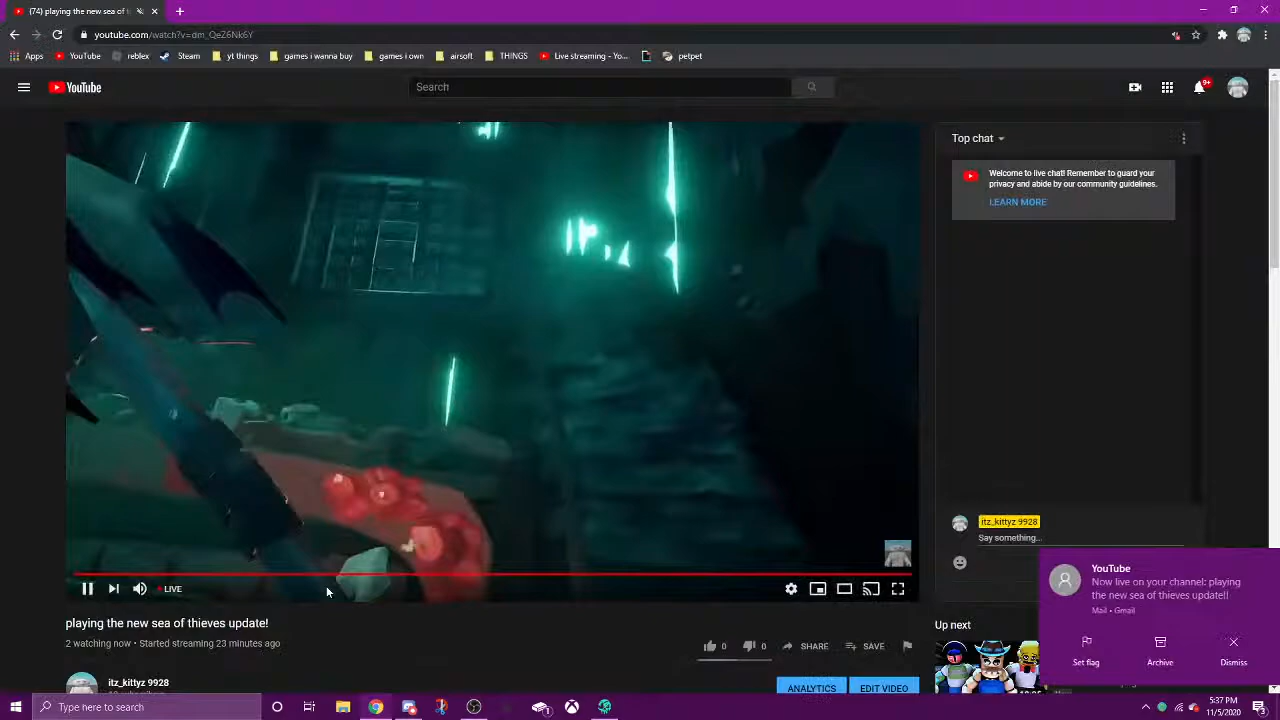 (74) playing the new sea of t
youtube.com/watch?v=dm_QeZ6Nk6Y
Apps
YouTube
reblex
Steam
yt things
games i wanna buy
games i own
airsoft
THINGS
Live streaming - Yo...
petpet
YouTube
Search
9+
Top chat
Welcome to live chat! Remember to guard your
privacy and abide by our community guidelines.
LEARN MORE
itz_kittyz 9928
Say something...
LIVE
YouTube
Now live on your channel: playing
the new sea of thieves update!!
Mail • Gmail
Set flag
Archive
Dismiss
playing the new sea of thieves update!
2 watching now • Started streaming 23 minutes ago
0
0
SHARE
SAVE
Up next
itz_kittyz 9928
ANALYTICS
EDIT VIDEO
Type here to search
5:37 PM
11/5/2020